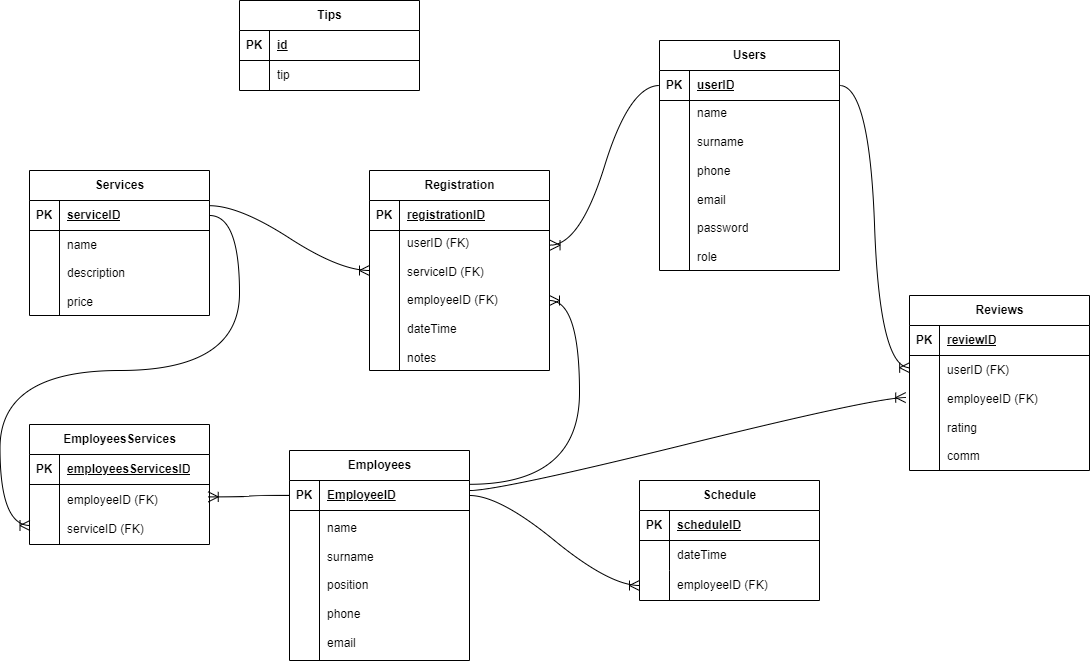 Tips
PK id
tip
Users
PK userID
name
surname
phone
email
password
role
Services
PK serviceID
name
description
price
Registration
PK registrationID
userID (FK)
serviceID (FK)
employeeID (FK)
dateTime
notes
Reviews
PK reviewID
userID (FK)
employeeID (FK)
rating
comm
EmployeesServices
PK employeesServicesID
employeeID (FK)
serviceID (FK)
Employees
PK EmployeeID
name
surname
position
phone
email
Schedule
PK scheduleID
dateTime
employeeID (FK)